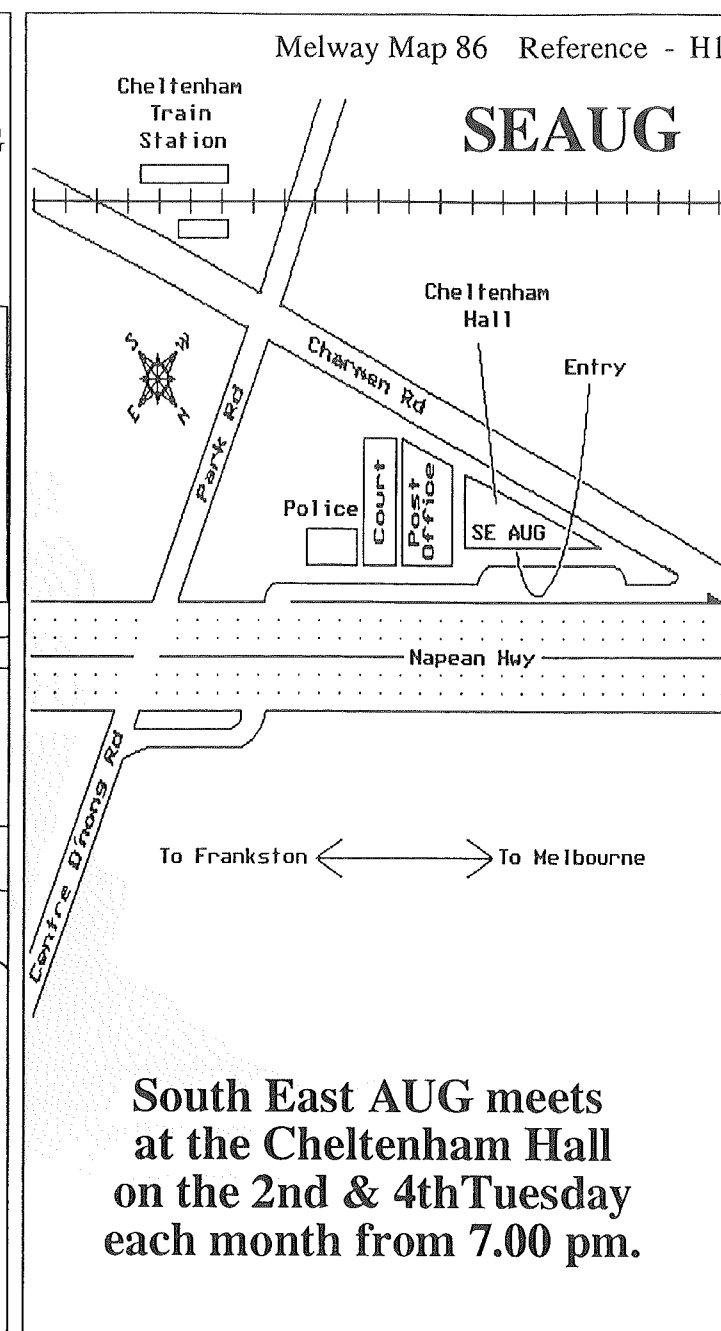 Melway Map 86 Reference - H1
Cheltenham
Train
Station
SEAUG
Cheltenham
Hall
Entry
S
W
E
N
Charman Rd
Park Rd
Police
Court
Post
Office
SE AUG
Napean Hwy
Centre D'nong Rd
To Frankston
To Melbourne
South East AUG meets
at the Cheltenham Hall
on the 2nd & 4thTuesday
each month from 7.00 pm.